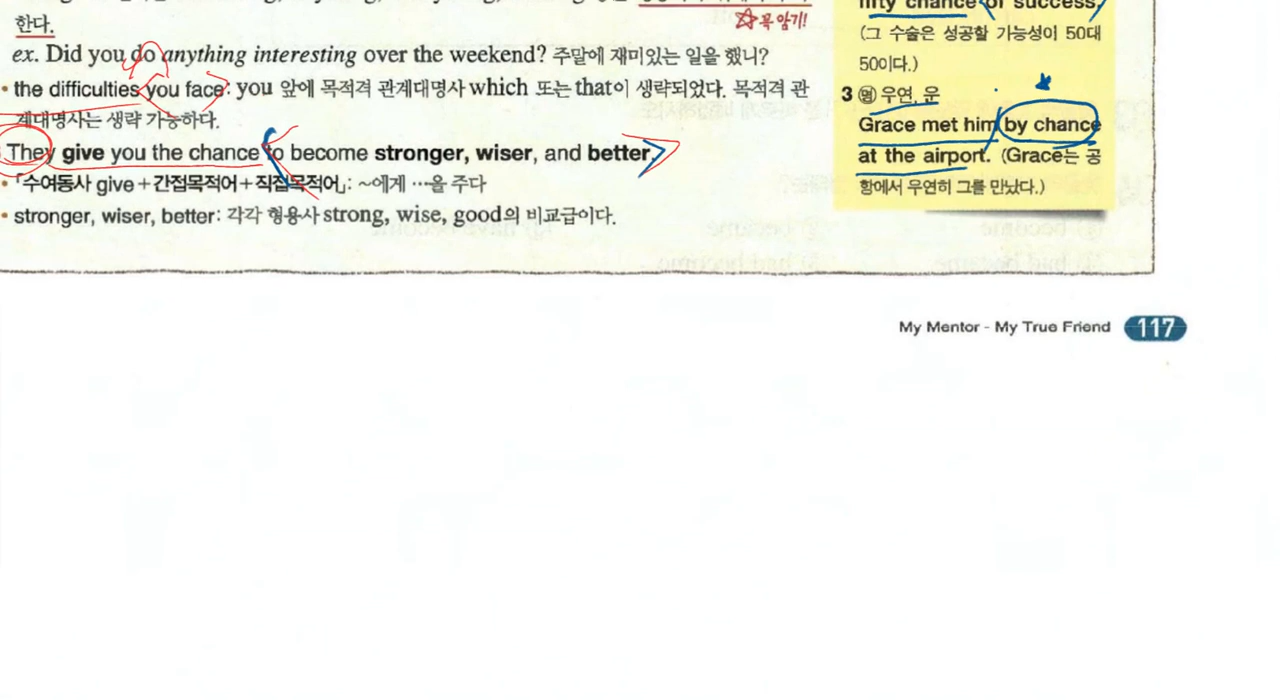 한다.
꼭 암기!
ex. Did you do anything interesting over the weekend? 주말에 재미있는 일을 했니?
• the difficulties you face: you 앞에 목적격 관계대명사 which 또는 that이 생략되었다. 목적격 관
계대명사는 생략 가능하다.
They give you the chance to become stronger, wiser, and better.
• 「수여동사 give+간접목적어+직접목적어」: ~에게 …을 주다
• stronger, wiser, better: 각각 형용사 strong, wise, good의 비교급이다.
fifty chance of success.
(그 수술은 성공할 가능성이 50대
50이다.)
3 명 우연, 운
Grace met him by chance
at the airport. (Grace는 공
항에서 우연히 그를 만났다.)
My Mentor - My True Friend 117